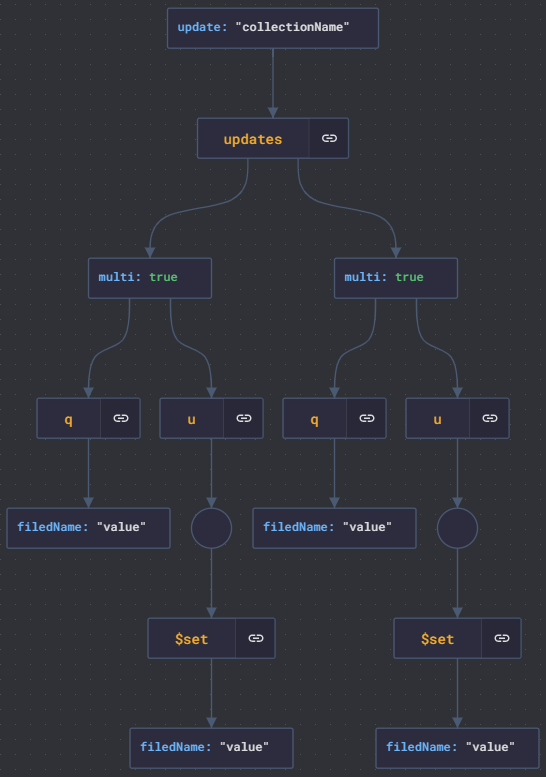 update: "collectionName"
updates
multi: true
multi: true
q
u
q
u
filedName: "value"
filedName: "value"
$set
$set
filedName: "value"
filedName: "value"